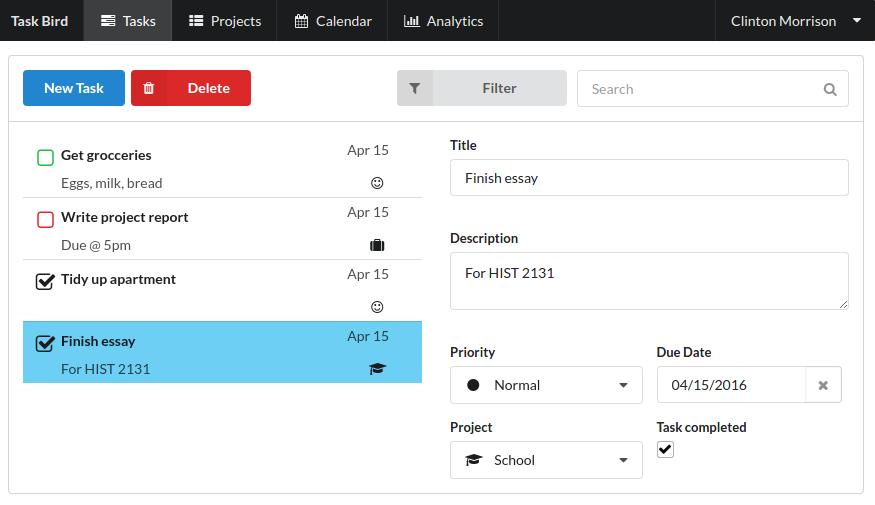 Task Bird Tasks Projects Calendar Analytics Clinton Morrison
New Task Delete Filter Search
Get grocceries Apr 15
Eggs, milk, bread
Write project report Apr 15
Due @ 5pm
Tidy up apartment Apr 15
Finish essay Apr 15
For HIST 2131
Title
Finish essay
Description
For HIST 2131
Priority Due Date
Normal 04/15/2016
Project Task completed
School